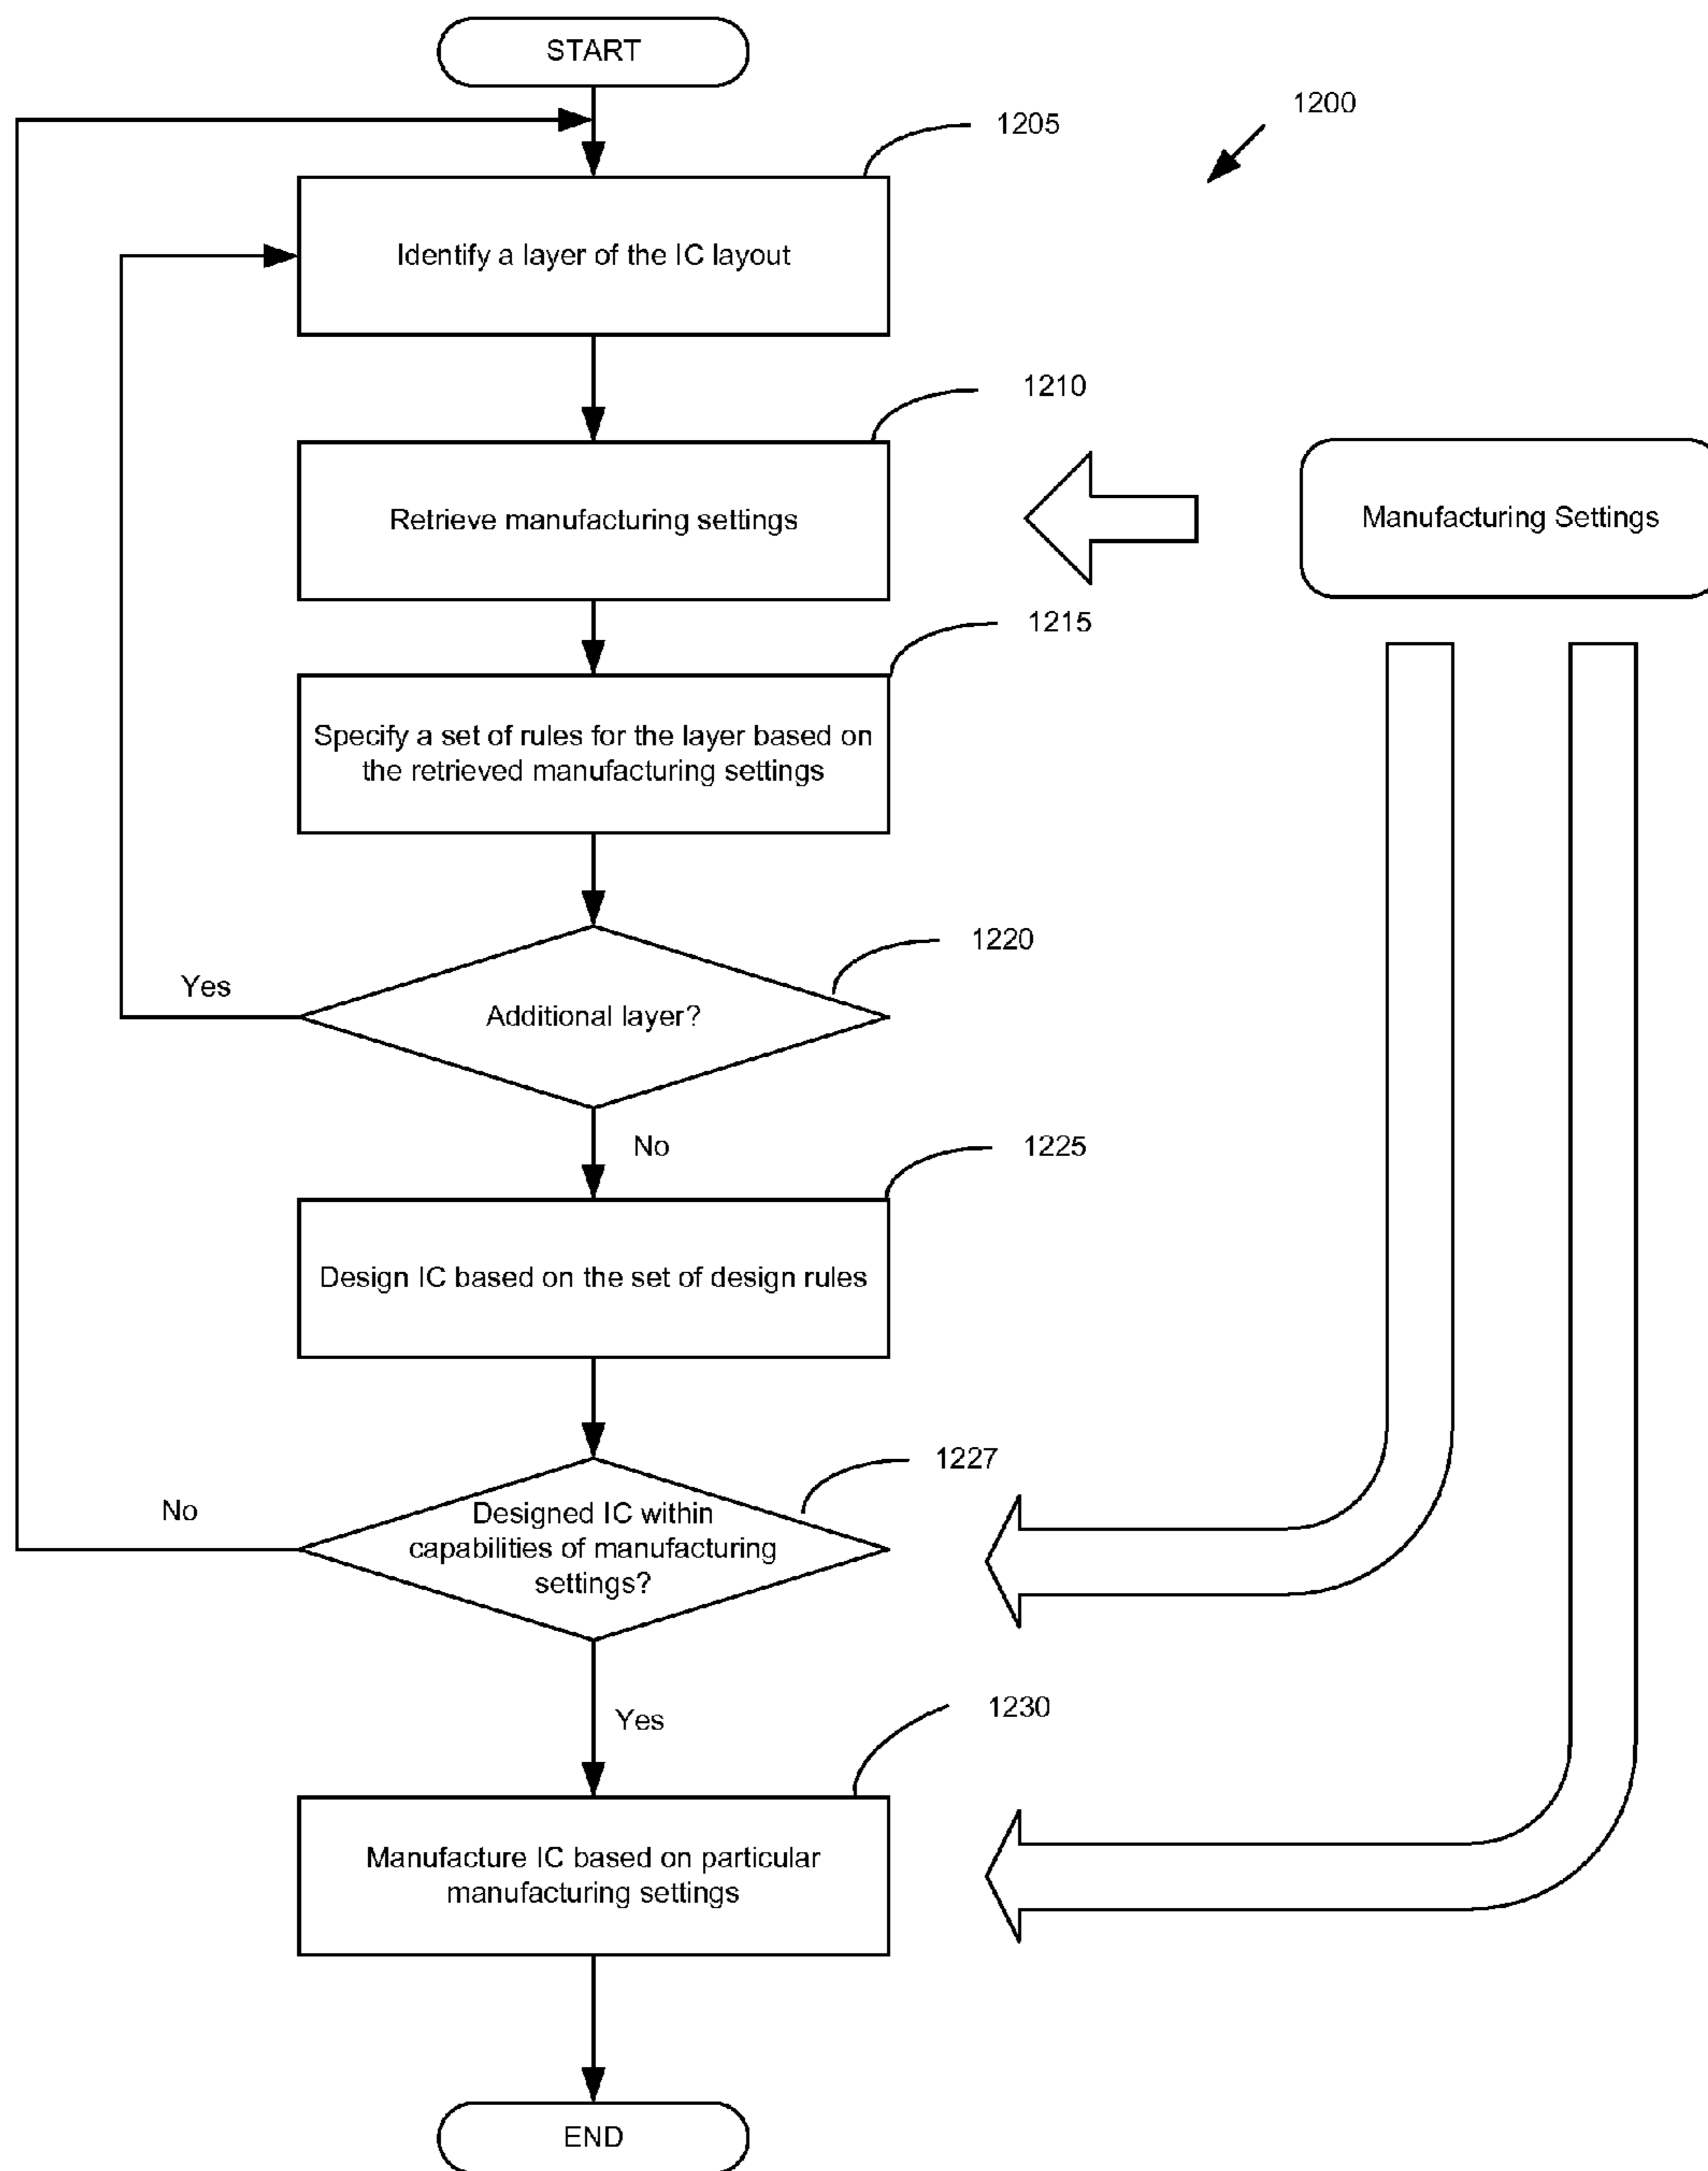 START
1200
1205
Identify a layer of the IC layout
1210
Retrieve manufacturing settings
Manufacturing Settings
1215
Specify a set of rules for the layer based on
the retrieved manufacturing settings
1220
Yes
Additional layer?
No
1225
Design IC based on the set of design rules
1227
No
Designed IC within
capabilities of manufacturing
settings?
Yes
1230
Manufacture IC based on particular
manufacturing settings
END